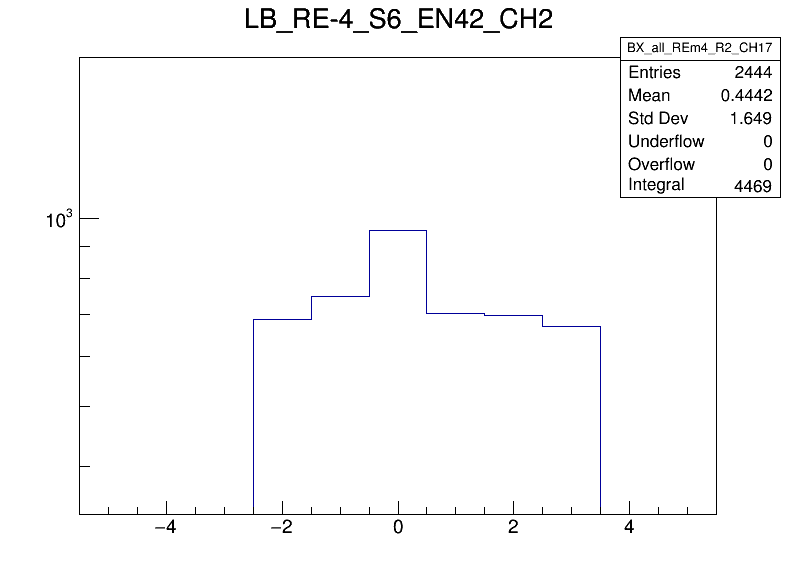 LB_RE-4_S6_EN42_CH2
BX_all_REm4_R2_CH17
Entries 2444
Mean 0.4442
Std Dev 1.649
Underflow 0
Overflow 0
Integral 4469
10³
−4 −2 0 2 4